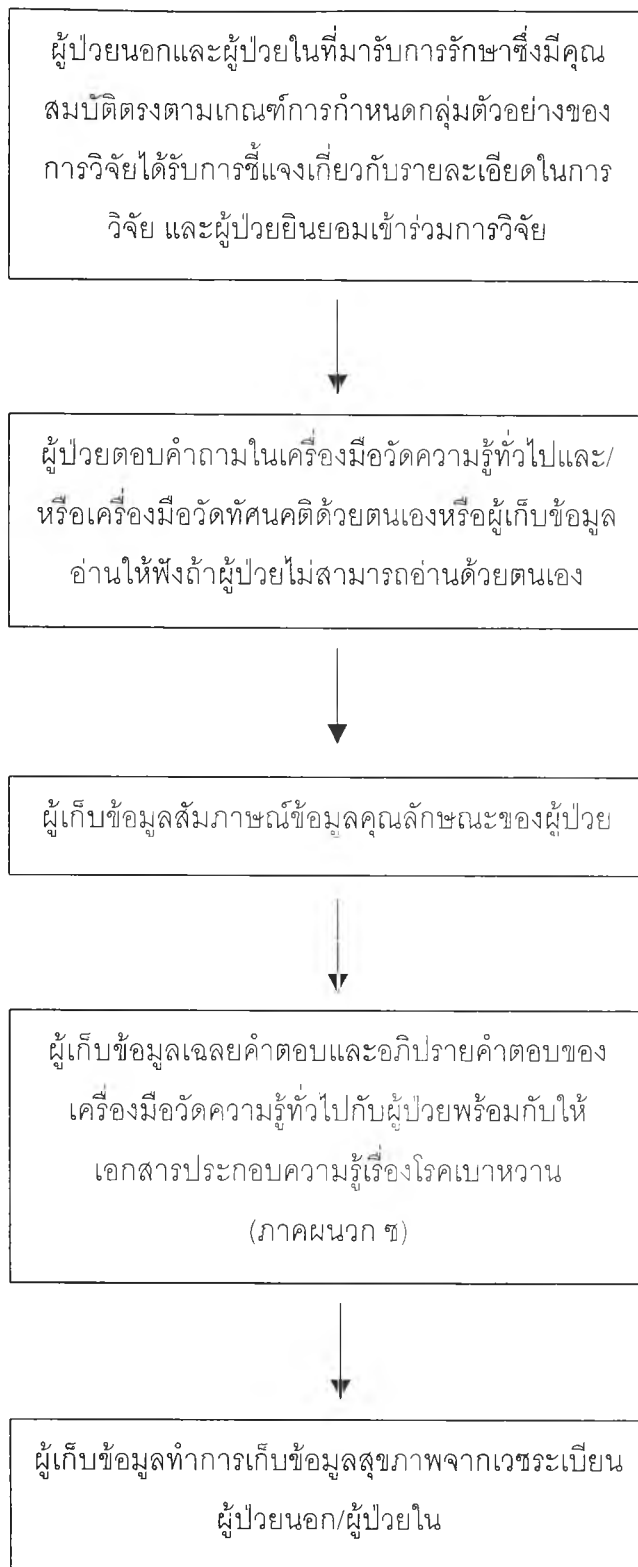 ผู้ป่วยนอกและผู้ป่วยในที่มารับการรักษาซึ่งมีคุณ
สมบัติตรงตามเกณฑ์การกำหนดกลุ่มตัวอย่างของ
การวิจัยได้รับการชี้แจงเกี่ยวกับรายละเอียดในการ
วิจัย และผู้ป่วยยินยอมเข้าร่วมการวิจัย
ผู้ป่วยตอบคำถามในเครื่องมือวัดความรู้ทั่วไปและ/
หรือเครื่องมือวัดทัศนคติด้วยตนเองหรือผู้เก็บข้อมูล
อ่านให้ฟังถ้าผู้ป่วยไม่สามารถอ่านด้วยตนเอง
ผู้เก็บข้อมูลสัมภาษณ์ข้อมูลคุณลักษณะของผู้ป่วย
ผู้เก็บข้อมูลเฉลยคำตอบและอภิปรายคำตอบของ
เครื่องมือวัดความรู้ทั่วไปกับผู้ป่วยพร้อมกับให้
เอกสารประกอบความรู้เรื่องโรคเบาหวาน
(ภาคผนวก ซ)
ผู้เก็บข้อมูลทำการเก็บข้อมูลสุขภาพจากเวชระเบียน
ผู้ป่วยนอก/ผู้ป่วยใน